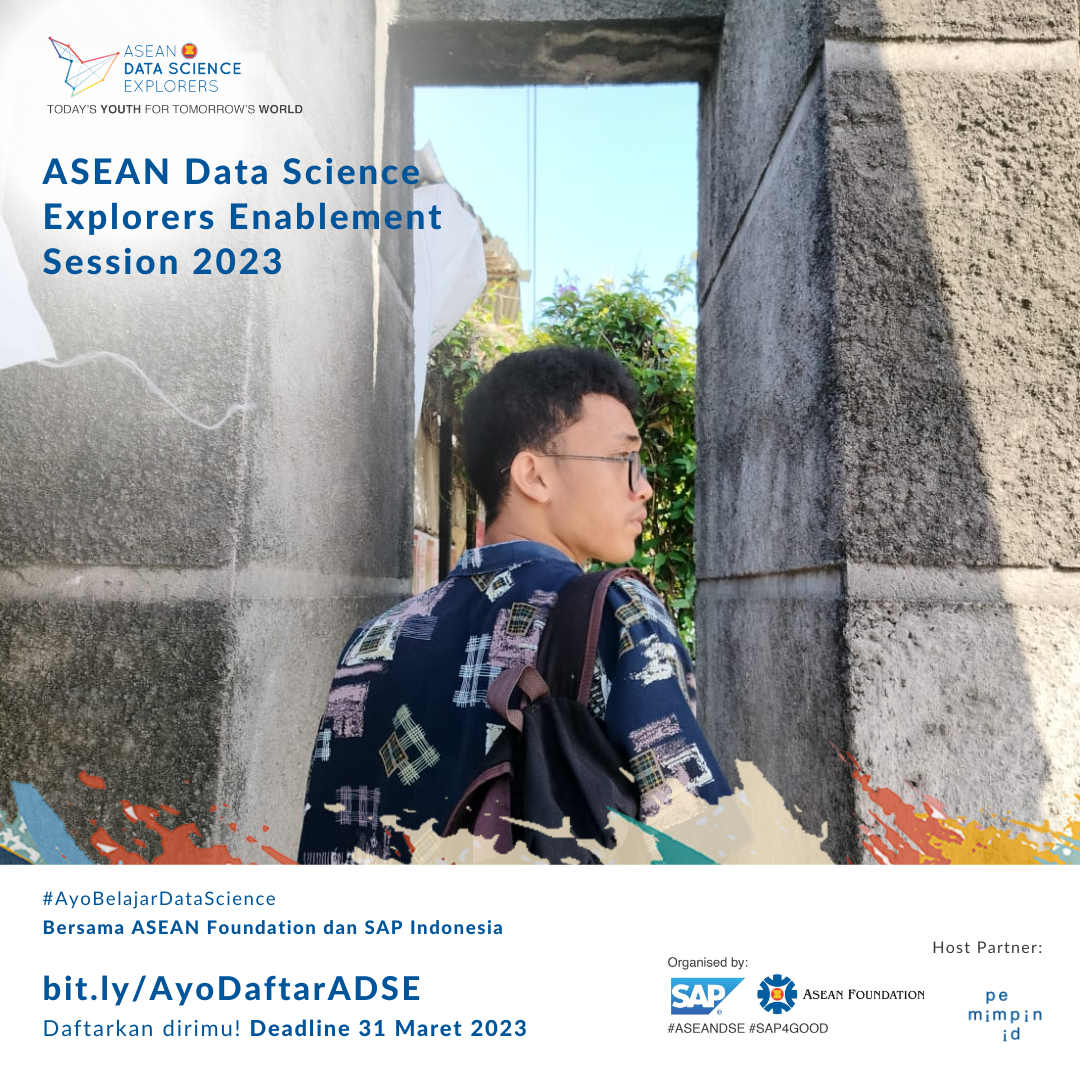 ASEAN
DATA SCIENCE
EXPLORERS
TODAY'S YOUTH FOR TOMORROW'S WORLD
ASEAN Data Science
Explorers Enablement
Session 2023
#AyoBelajarDataScience
Bersama ASEAN Foundation dan SAP Indonesia
bit.ly/AyoDaftarADSE
Daftarkan dirimu! Deadline 31 Maret 2023
Organised by:
SAP ASEAN FOUNDATION
#ASEANDSE #SAP4GOOD
Host Partner:
pe
mimpin
id